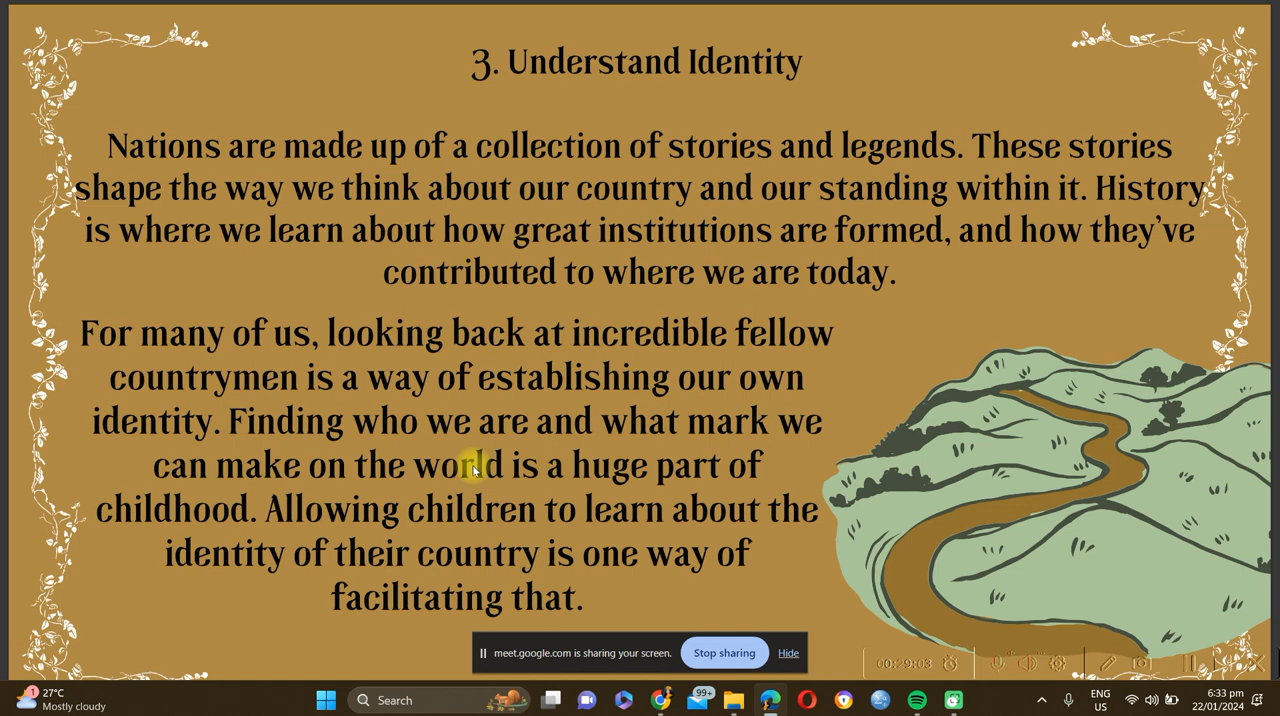 3. Understand Identity
Nations are made up of a collection of stories and legends. These stories
shape the way we think about our country and our standing within it. History
is where we learn about how great institutions are formed, and how they've
contributed to where we are today.
For many of us, looking back at incredible fellow
countrymen is a way of establishing our own
identity. Finding who we are and what mark we
can make on the world is a huge part of
childhood. Allowing children to learn about the
identity of their country is one way of
facilitating that.
meet.google.com is sharing your screen.
Stop sharing
Hide
00:29:03
1
27°C
Mostly cloudy
Search
99+
ENG
US
6:33 pm
22/01/2024